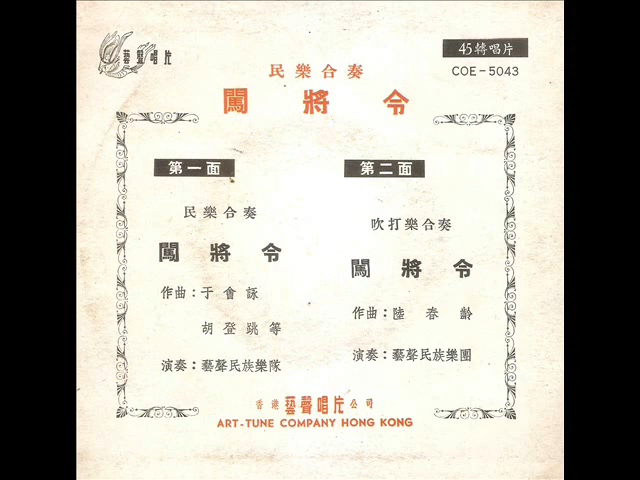 藝聲唱片
45轉唱片
COE-5043
民樂合奏
闖將令
第一面
民樂合奏
闖將令
作曲：于會詠
胡登跳等
演奏：藝聲民族樂隊
第二面
吹打樂合奏
闖將令
作曲：陸春齡
演奏：藝聲民族樂團
香港藝聲唱片公司
ART-TUNE COMPANY HONG KONG